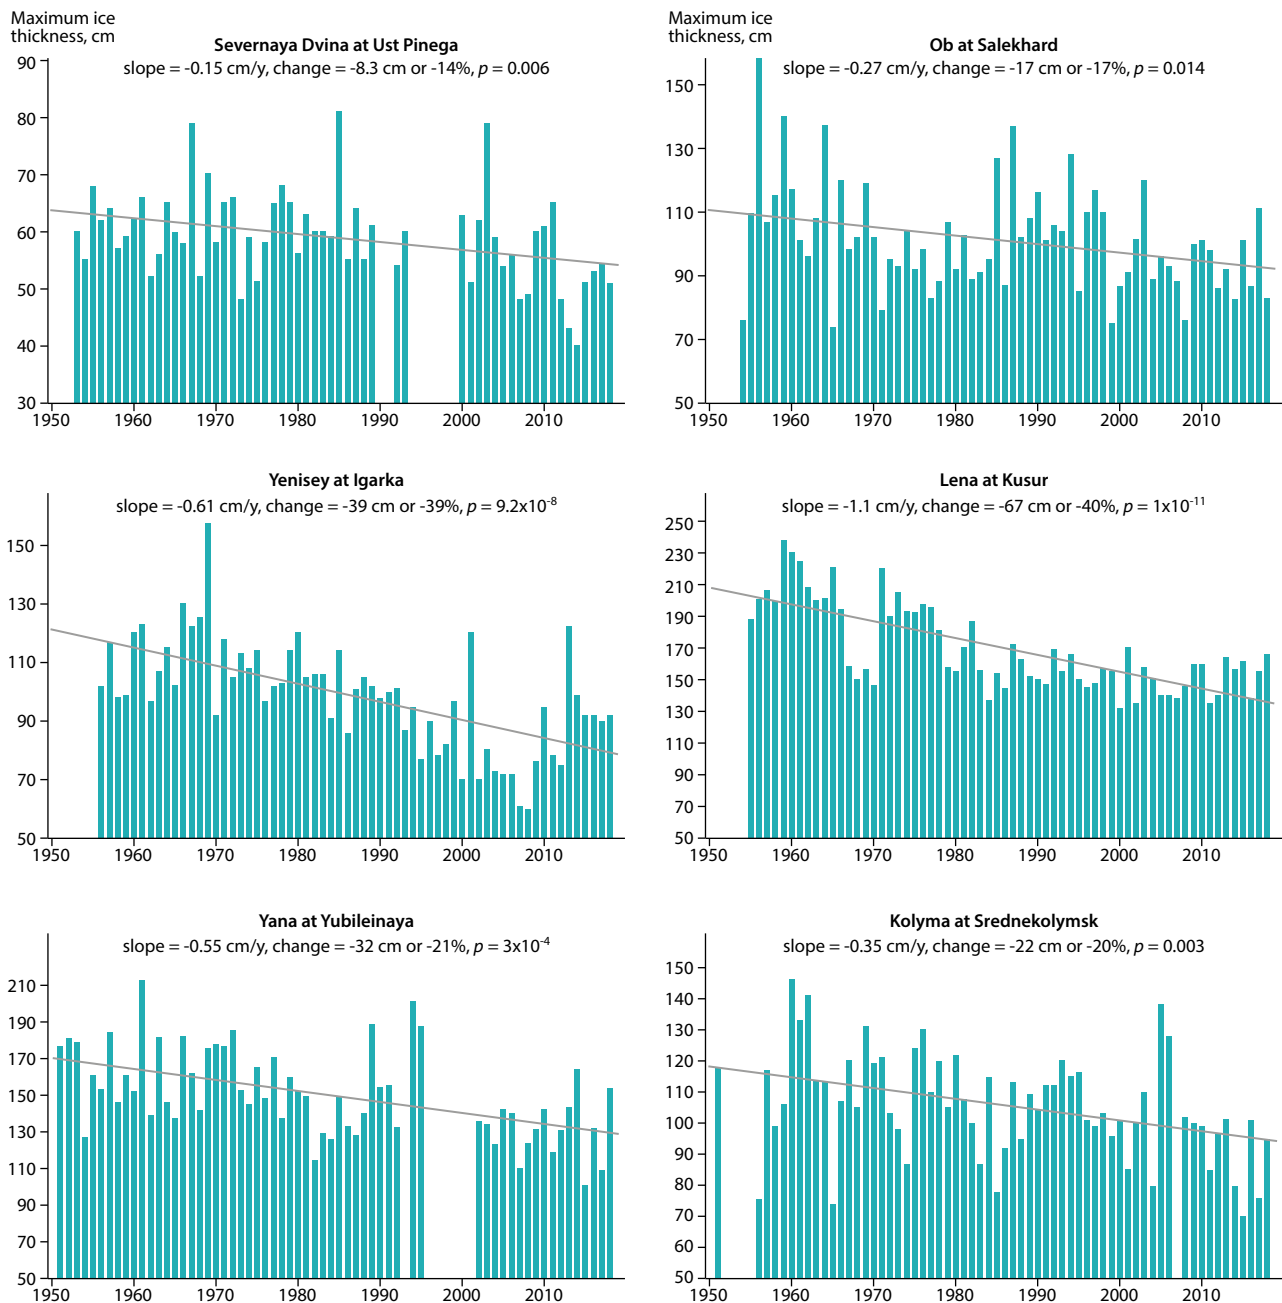 Maximum ice
thickness, cm
Severnaya Dvina at Ust Pinega
slope = -0.15 cm/y, change = -8.3 cm or -14%, p = 0.006
90
80
70
60
50
40
30
1950 1960 1970 1980 1990 2000 2010
Maximum ice
thickness, cm
Ob at Salekhard
slope = -0.27 cm/y, change = -17 cm or -17%, p = 0.014
150
130
110
90
70
50
1950 1960 1970 1980 1990 2000 2010
Yenisey at Igarka
slope = -0.61 cm/y, change = -39 cm or -39%, p = 9.2x10⁻⁸
150
130
110
90
70
50
1950 1960 1970 1980 1990 2000 2010
Lena at Kusur
slope = -1.1 cm/y, change = -67 cm or -40%, p = 1x10⁻¹¹
250
230
210
190
170
150
130
110
90
70
50
1950 1960 1970 1980 1990 2000 2010
Yana at Yubileinaya
slope = -0.55 cm/y, change = -32 cm or -21%, p = 3x10⁻⁴
210
190
170
150
130
110
90
70
50
1950 1960 1970 1980 1990 2000 2010
Kolyma at Srednekolymsk
slope = -0.35 cm/y, change = -22 cm or -20%, p = 0.003
150
140
130
120
110
100
90
80
70
60
50
1950 1960 1970 1980 1990 2000 2010